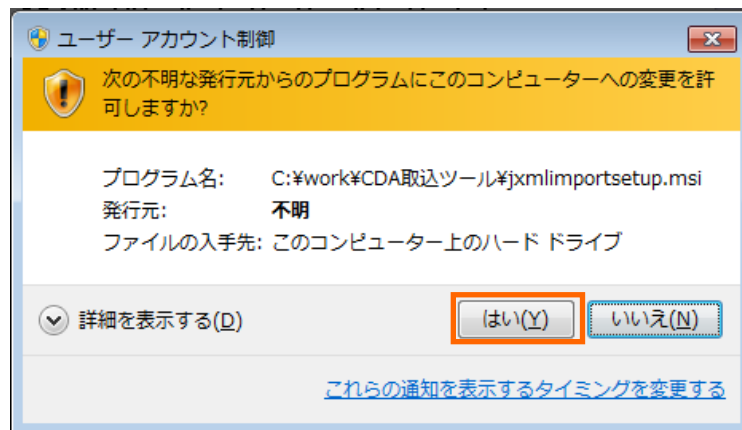 ユーザー アカウント制御
次の不明な発行元からのプログラムにこのコンピューターへの変更を許
可しますか?
プログラム名: C:¥work¥CDA取込ツール¥jxmlimportsetup.msi
発行元: 不明
ファイルの入手先: このコンピューター上のハード ドライブ
詳細を表示する(D) はい(Y) いいえ(N)
これらの通知を表示するタイミングを変更する